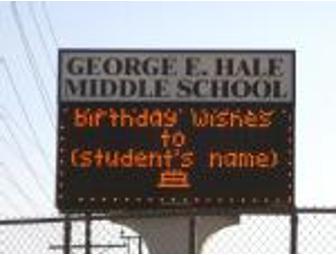 GEORGE E. HALE
MIDDLE SCHOOL
Birthday Wishes
to
(student's name)